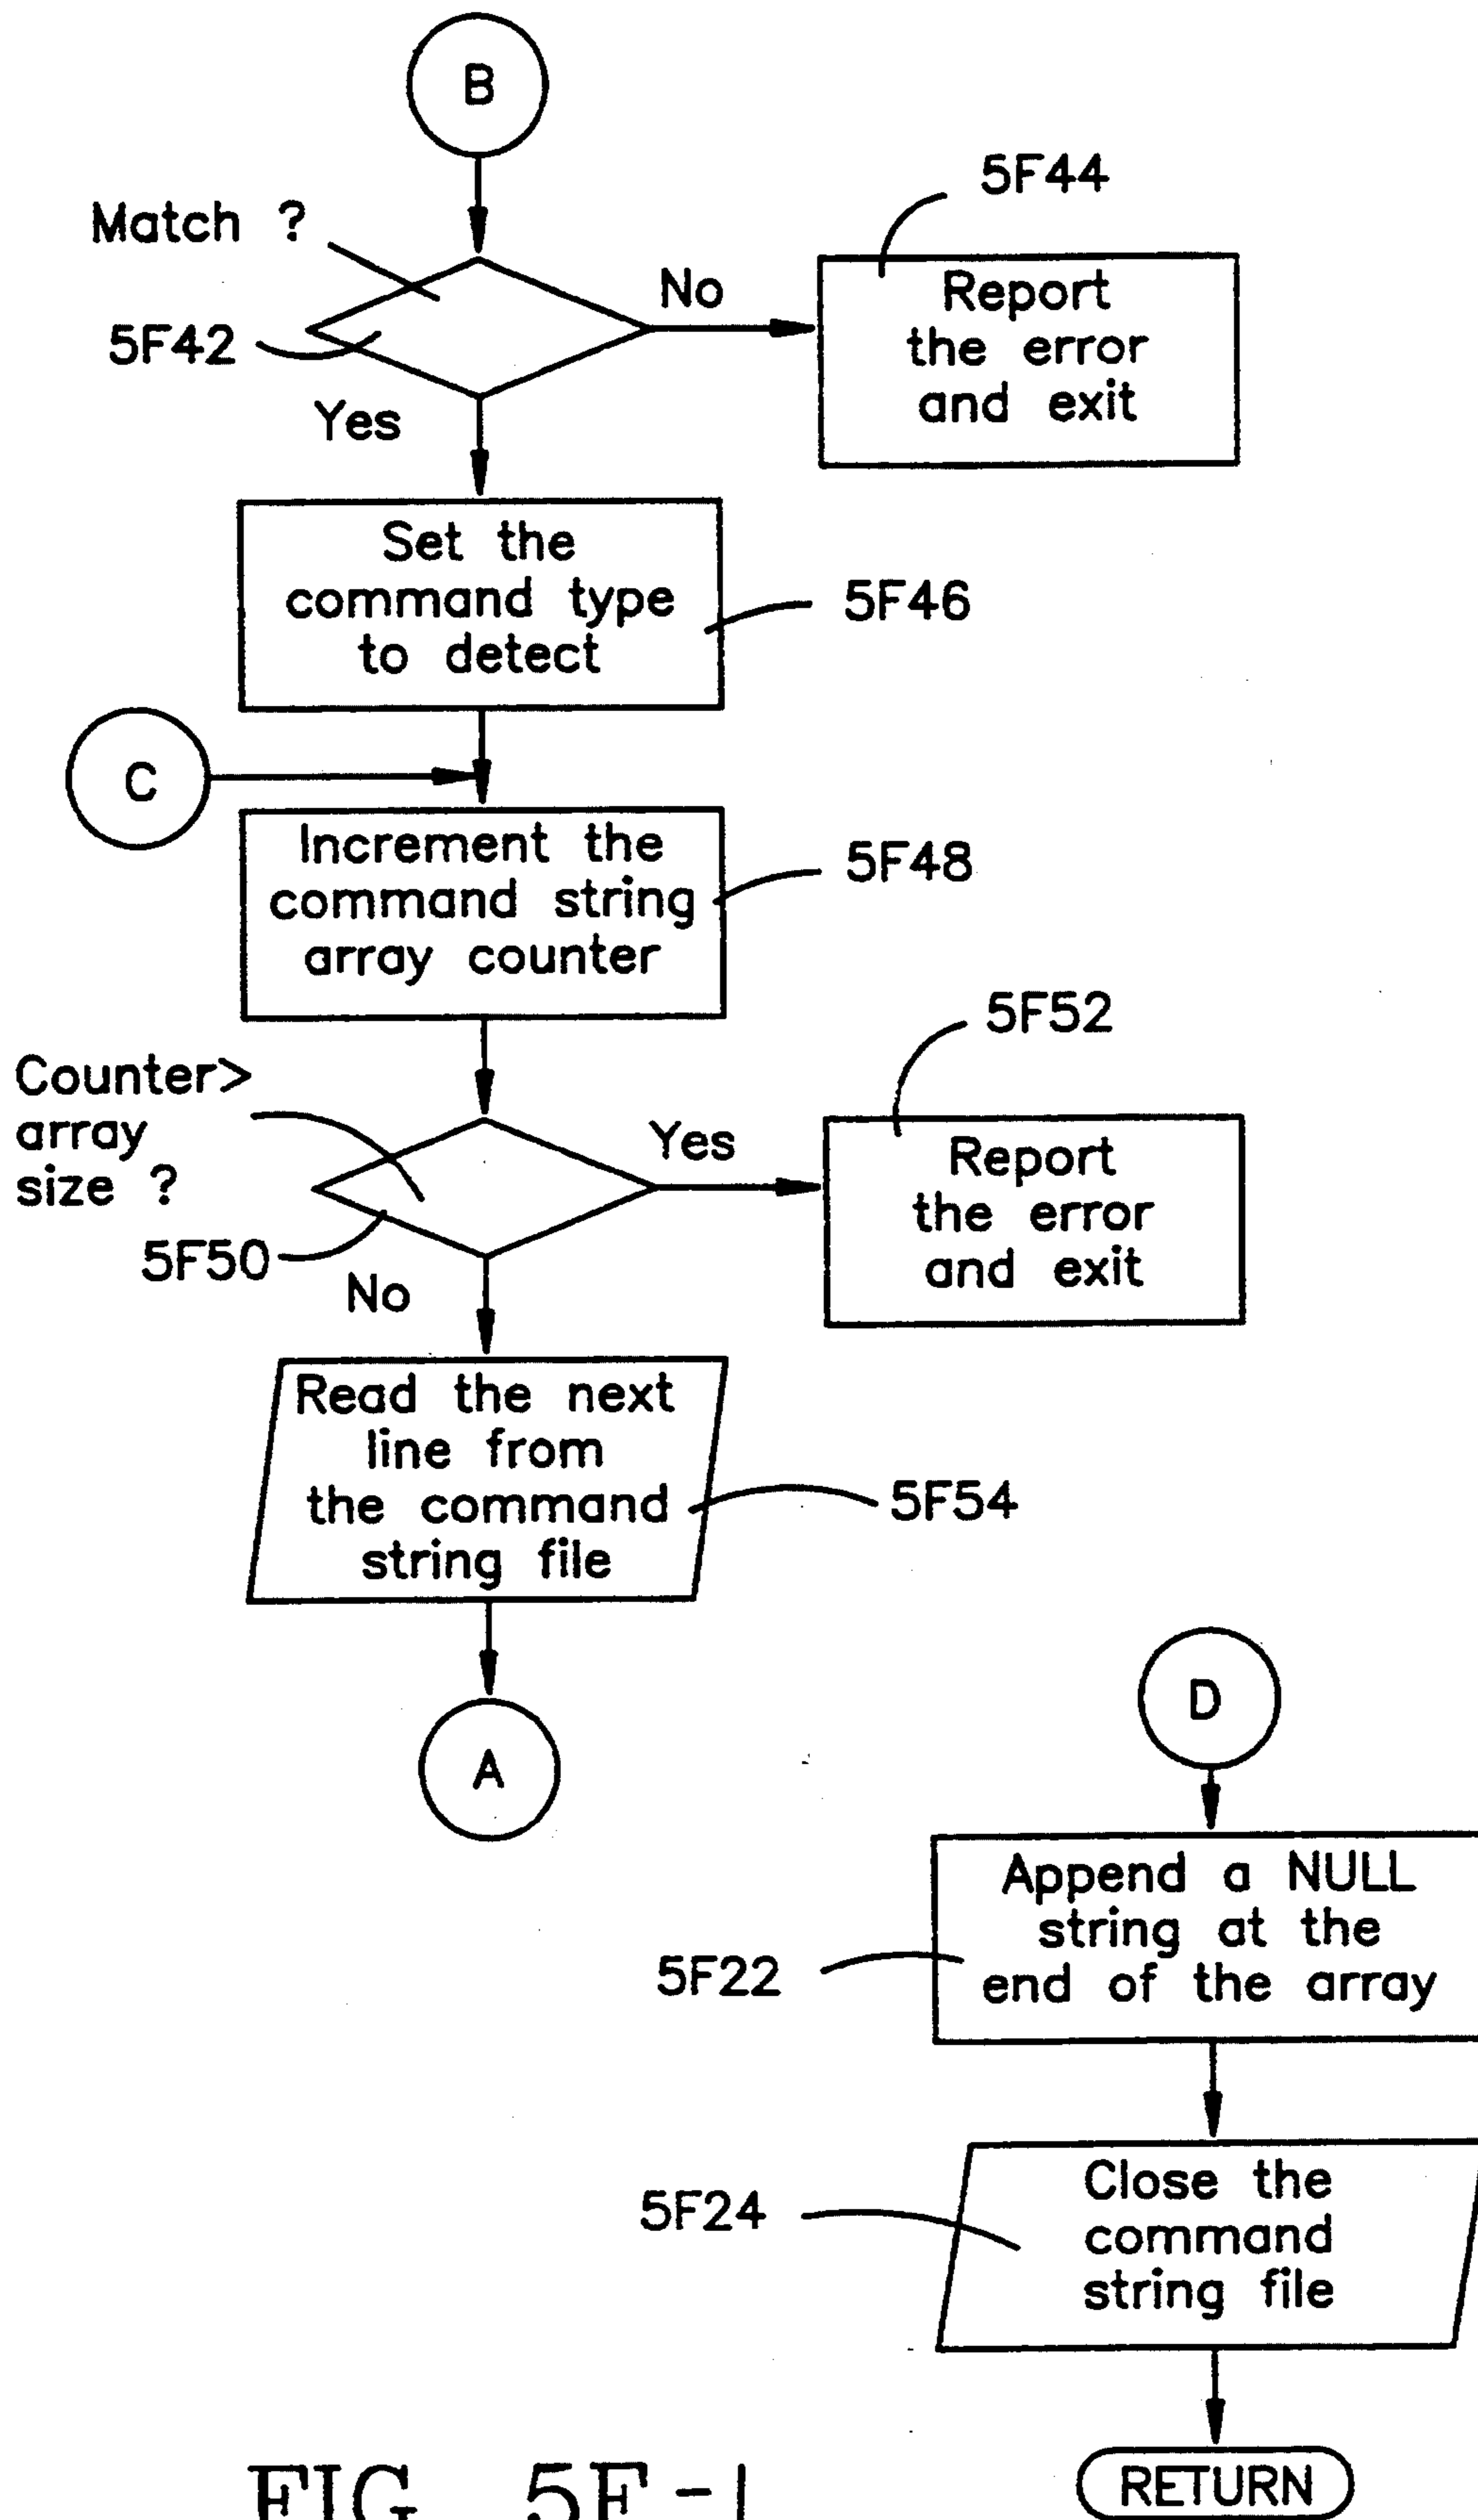 B
5F44
Match ?
No
Report
the error
and exit
5F42
Yes
Set the
command type
to detect
5F46
C
Increment the
command string
array counter
5F48
5F52
Counter>
array
size ?
Yes
Report
the error
and exit
5F50
No
Read the next
line from
the command
string file
5F54
A
D
Append a NULL
string at the
end of the array
5F22
Close the
command
string file
5F24
RETURN
FIG. 5F-1